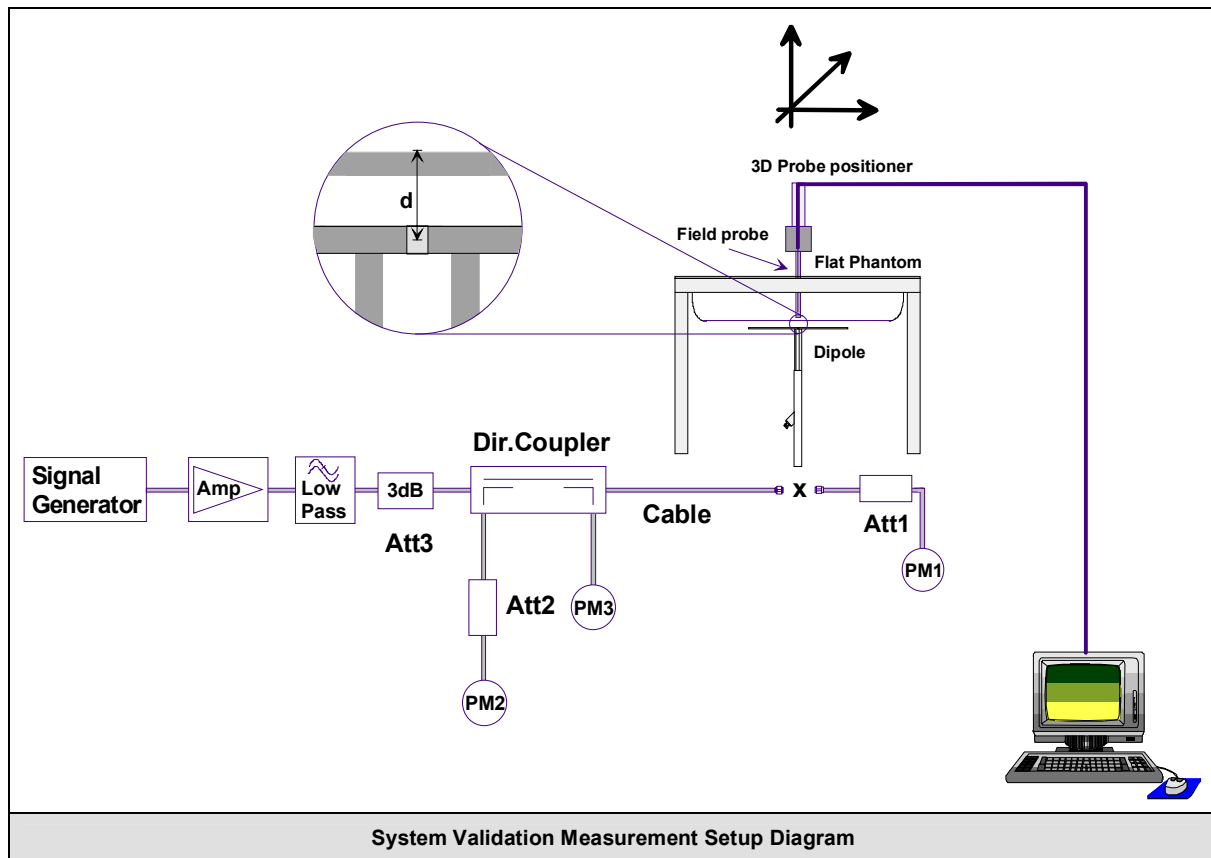 3D Probe positioner
d
Field probe
Flat Phantom
Dipole
Dir.Coupler
Signal
Generator
Amp
Low
Pass
3dB
Att3
Cable
x
Att1
PM1
Att2
PM3
PM2
System Validation Measurement Setup Diagram